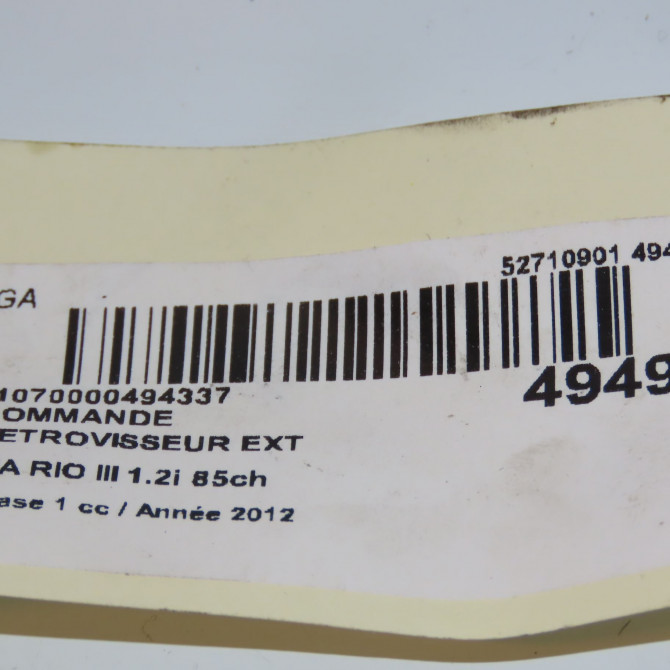 52710901 494
GA
1070000494337
4949
OMMANDE
ETROVISSEUR EXT
A RIO III 1.2i 85ch
ase 1 cc / Année 2012